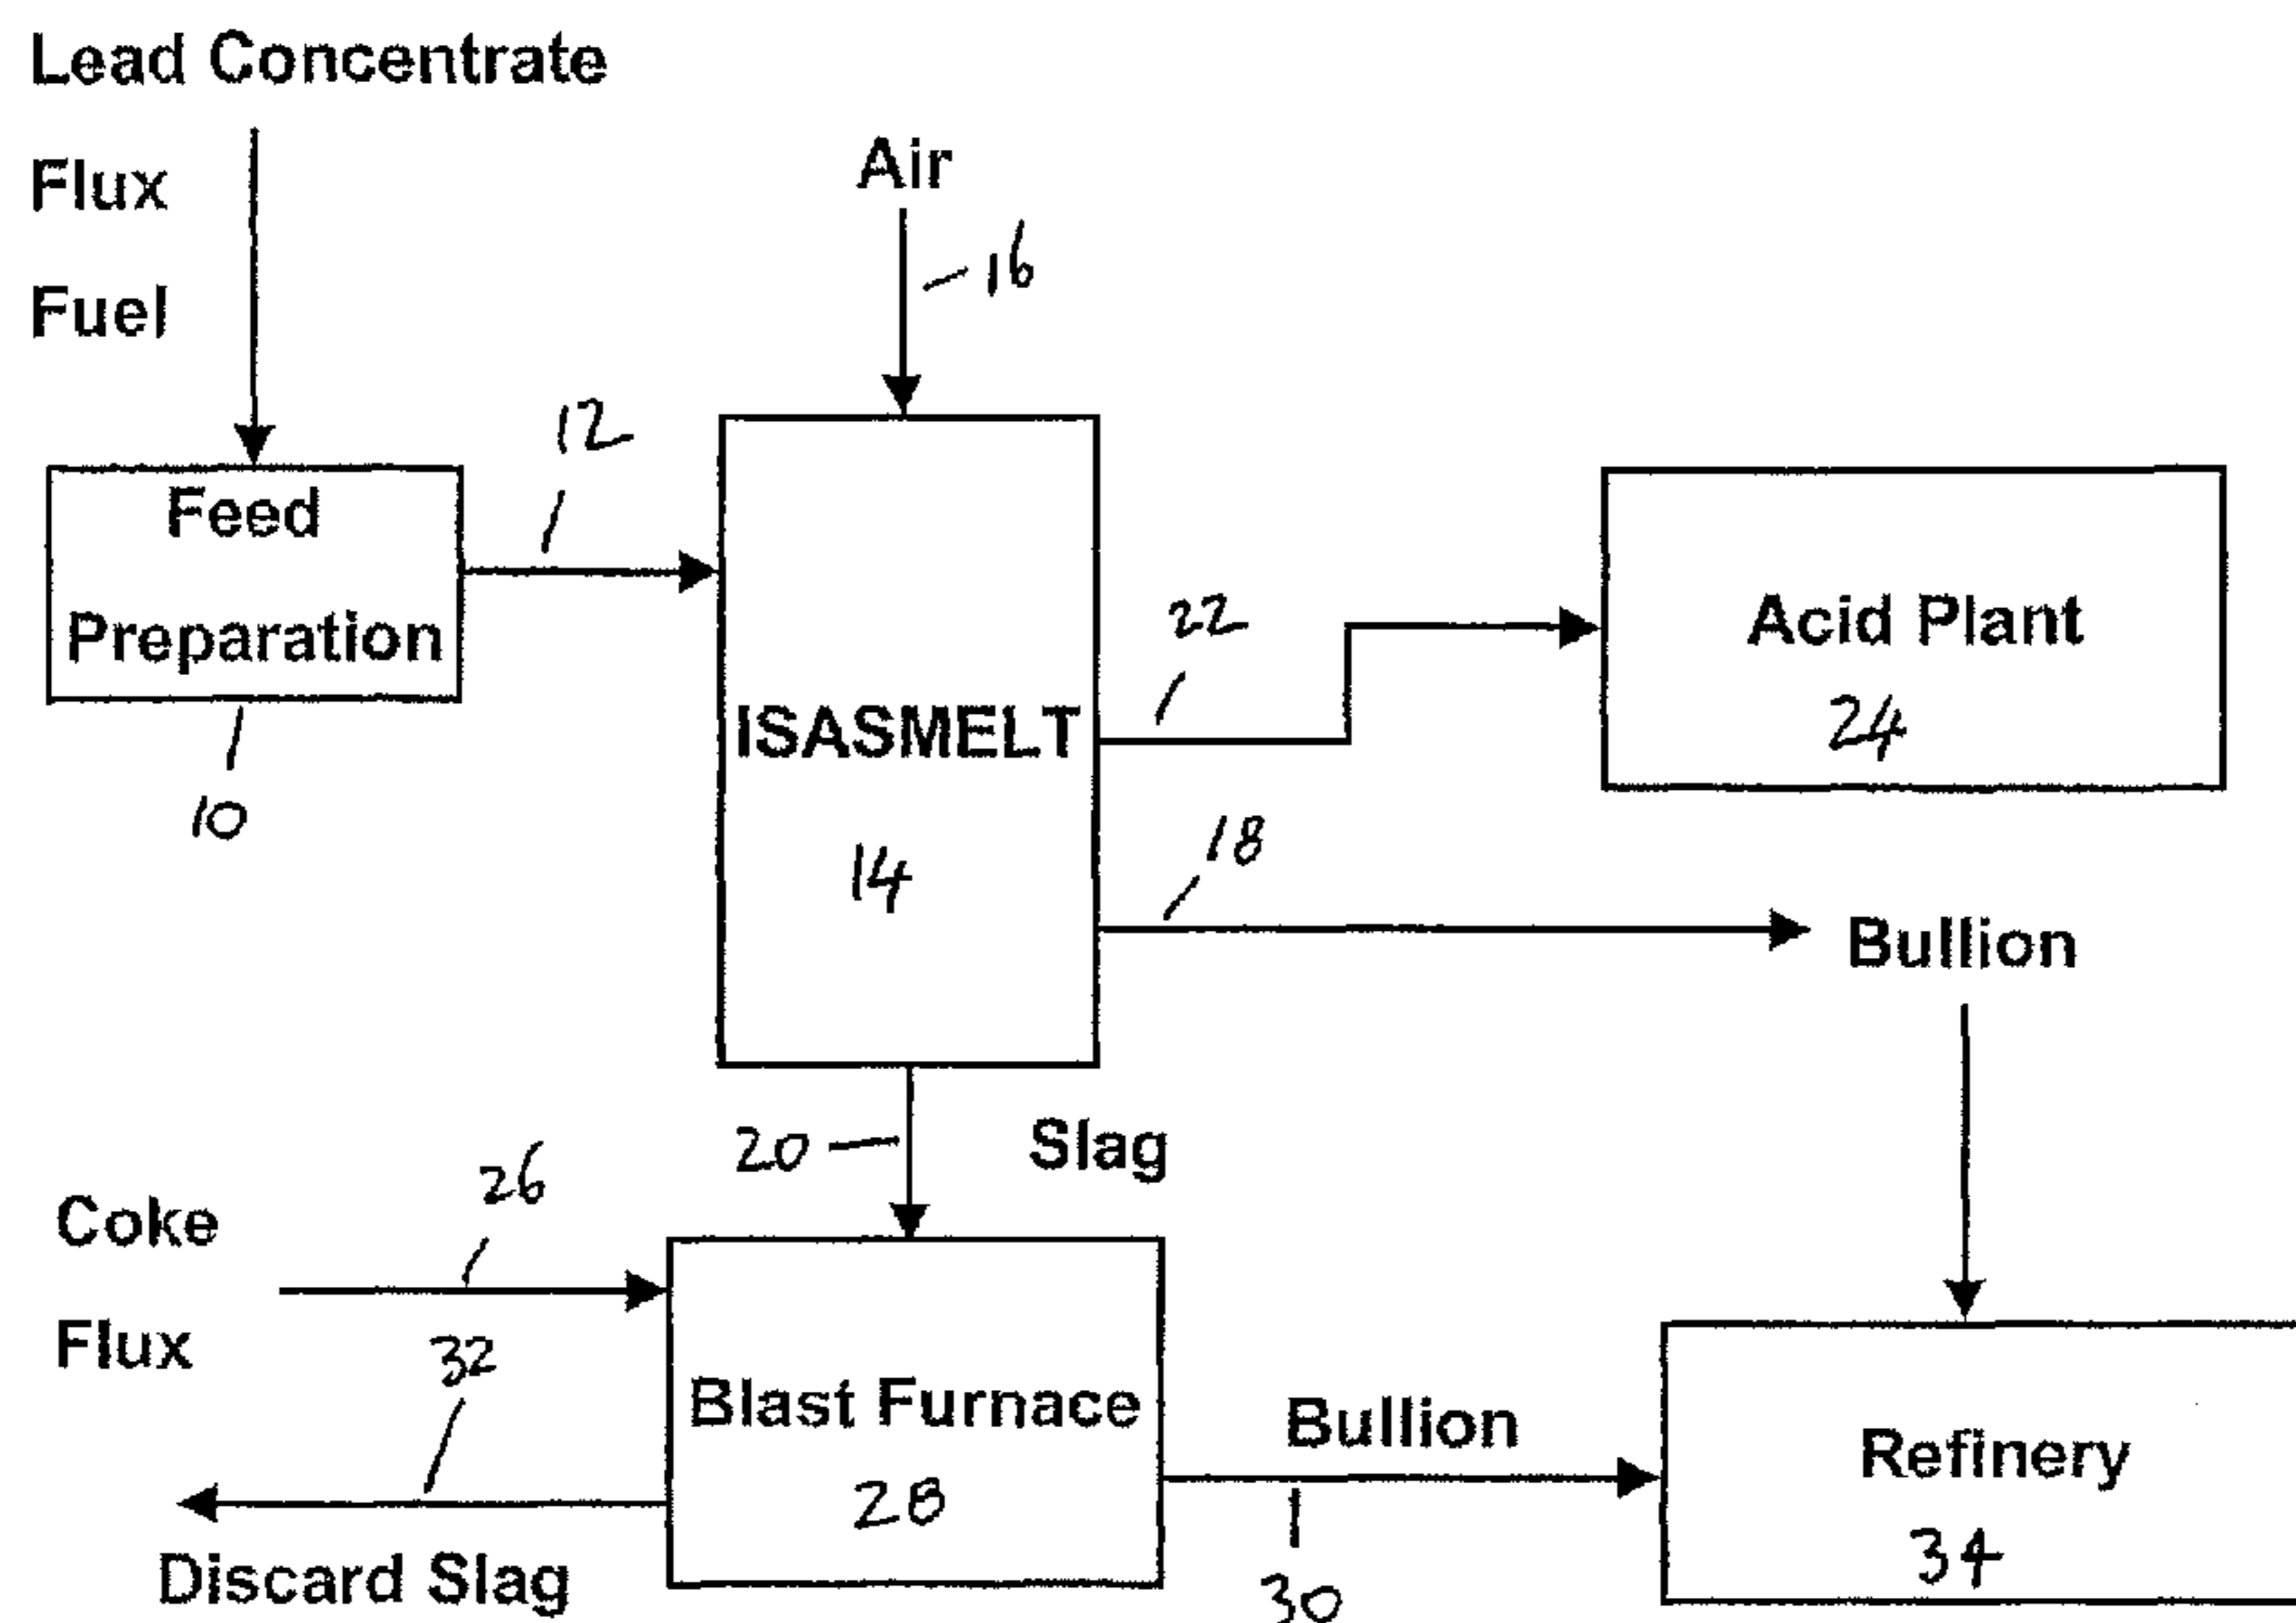 Lead Concentrate
Flux
Fuel
Air
16
12
Feed
Preparation
10
ISASMELT
14
22
Acid Plant
24
18
Bullion
20
Slag
26
Coke
Flux
32
Blast Furnace
28
Discard Slag
Bullion
30
Refinery
34